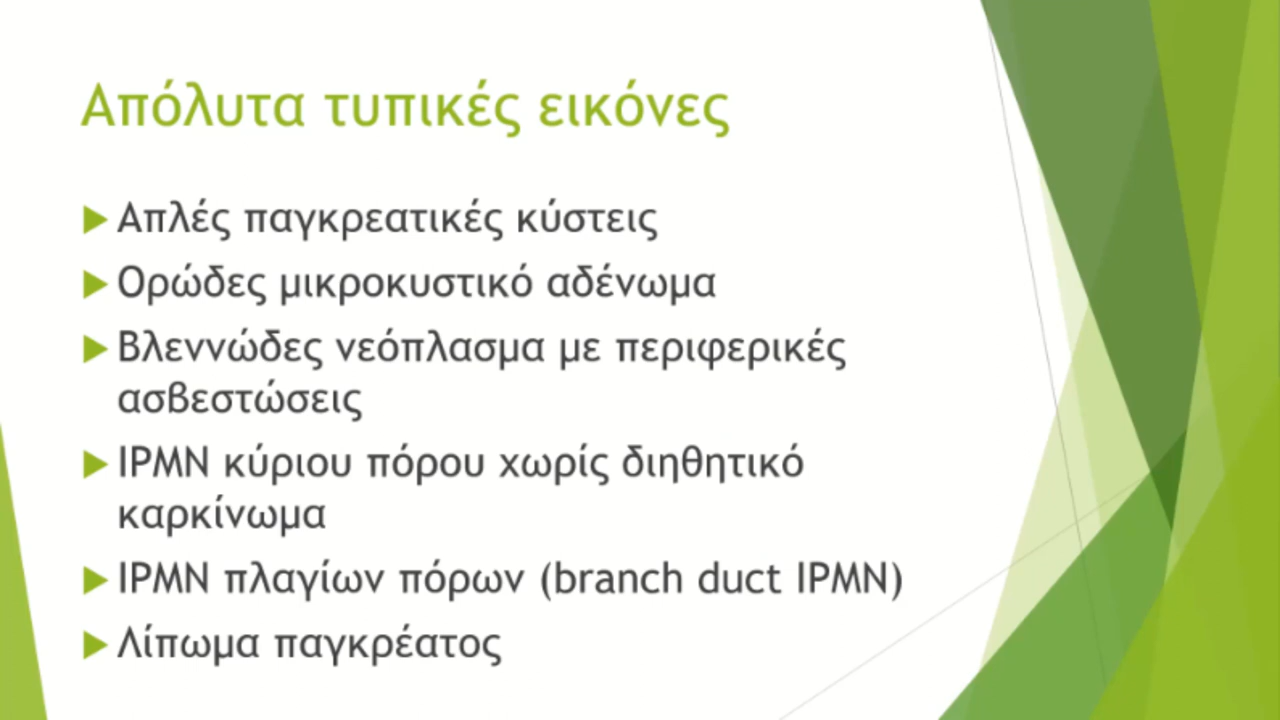 Απόλυτα τυπικές εικόνες
Απλές παγκρεατικές κύστεις
Ορώδες μικροκυστικό αδένωμα
Βλεννώδες νεόπλασμα με περιφερικές
ασβεστώσεις
IPMN κύριου πόρου χωρίς διηθητικό
καρκίνωμα
IPMN πλαγίων πόρων (branch duct IPMN)
Λίπωμα παγκρέατος